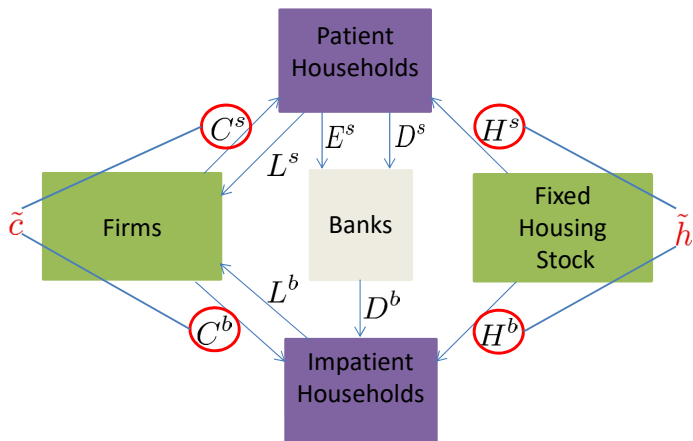 Patient
Households
C^s
H^s
E^s
D^s
L^s
Firms
Banks
Fixed
Housing
Stock
c̃
h̃
L^b
D^b
C^b
H^b
Impatient
Households